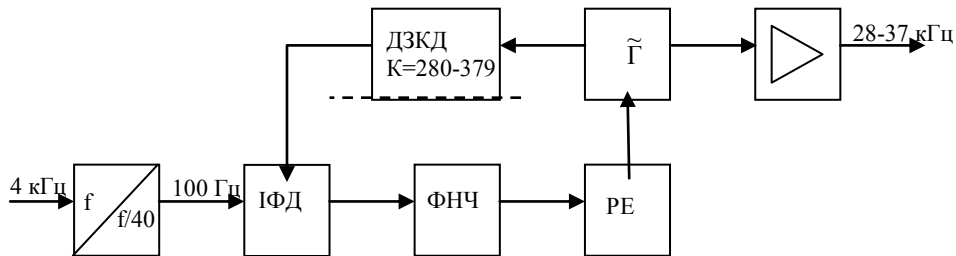 ДЗКД
К=280-379
Г̃
28-37 кГц
4 кГц
f
f/40
100 Гц
ІФД
ФНЧ
РЕ